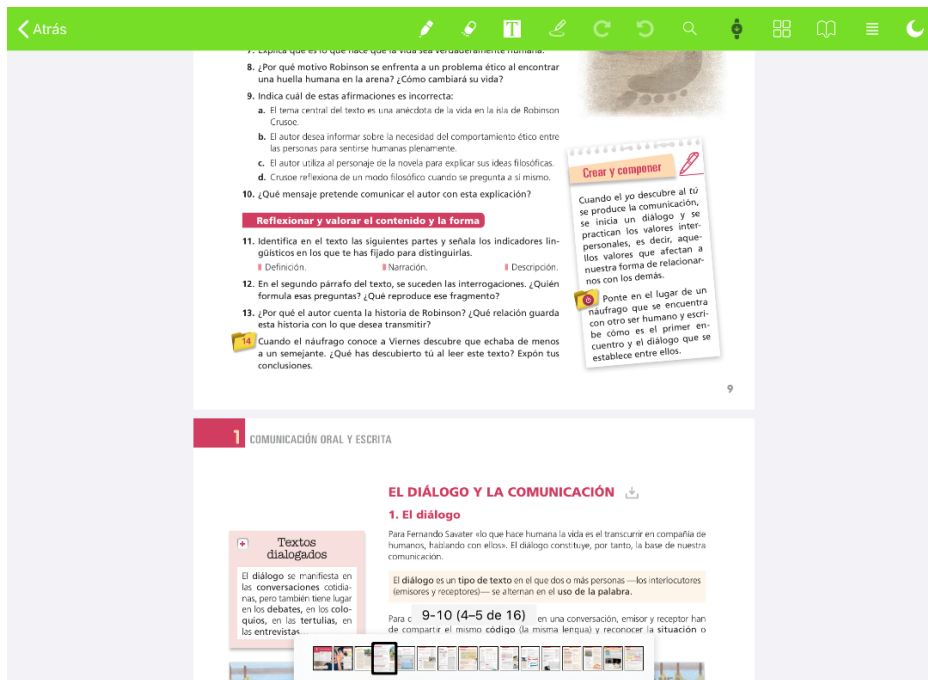 Atrás
7. Explica qué es lo que hace que la vida sea verdaderamente humana.
8. ¿Por qué motivo Robinson se enfrenta a un problema ético al encontrar
una huella humana en la arena? ¿Cómo cambiará su vida?
9. Indica cuál de estas afirmaciones es incorrecta:
a. El tema central del texto es una anécdota de la vida en la isla de Robinson
Crusoe.
b. El autor desea informar sobre la necesidad del comportamiento ético entre
las personas para sentirse humanas plenamente.
c. El autor utiliza al personaje de la novela para explicar sus ideas filosóficas.
d. Crusoe reflexiona de un modo filosófico cuando se pregunta a sí mismo.
10. ¿Qué mensaje pretende comunicar el autor con esta explicación?
Reflexionar y valorar el contenido y la forma
11. Identifica en el texto las siguientes partes y señala los indicadores lin-
güísticos en los que te has fijado para distinguirlas.
Definición. Narración. Descripción.
12. En el segundo párrafo del texto, se suceden las interrogaciones. ¿Quién
formula esas preguntas? ¿Qué reproduce ese fragmento?
13. ¿Por qué el autor cuenta la historia de Robinson? ¿Qué relación guarda
esta historia con lo que desea transmitir?
14 Cuando el náufrago conoce a Viernes descubre que echaba de menos
a un semejante. ¿Qué has descubierto tú al leer este texto? Expón tus
conclusiones.
Crear y componer
Cuando el yo descubre al tú
se produce la comunicación,
se inicia un diálogo y se
practican los valores inter-
personales, es decir, aque-
llos valores que afectan a
nuestra forma de relacionar-
nos con los demás.
Ponte en el lugar de un
náufrago que se encuentra
con otro ser humano y escri-
be cómo es el primer en-
cuentro y el diálogo que se
establece entre ellos.
9
1 COMUNICACIÓN ORAL Y ESCRITA
EL DIÁLOGO Y LA COMUNICACIÓN
1. El diálogo
Para Fernando Savater «lo que hace humana la vida es el transcurrir en compañía de
humanos, hablando con ellos». El diálogo constituye, por tanto, la base de nuestra
comunicación.
El diálogo es un tipo de texto en el que dos o más personas —los interlocutores
(emisores y receptores)— se alternan en el uso de la palabra.
en una conversación, emisor y receptor han
de compartir el mismo código (la misma lengua) y reconocer la situación o
Textos
dialogados
El diálogo se manifiesta en
las conversaciones cotidia-
nas, pero también tiene lugar
en los debates, en los colo-
quios, en las tertulias, en
las entrevistas...
9-10 (4–5 de 16)